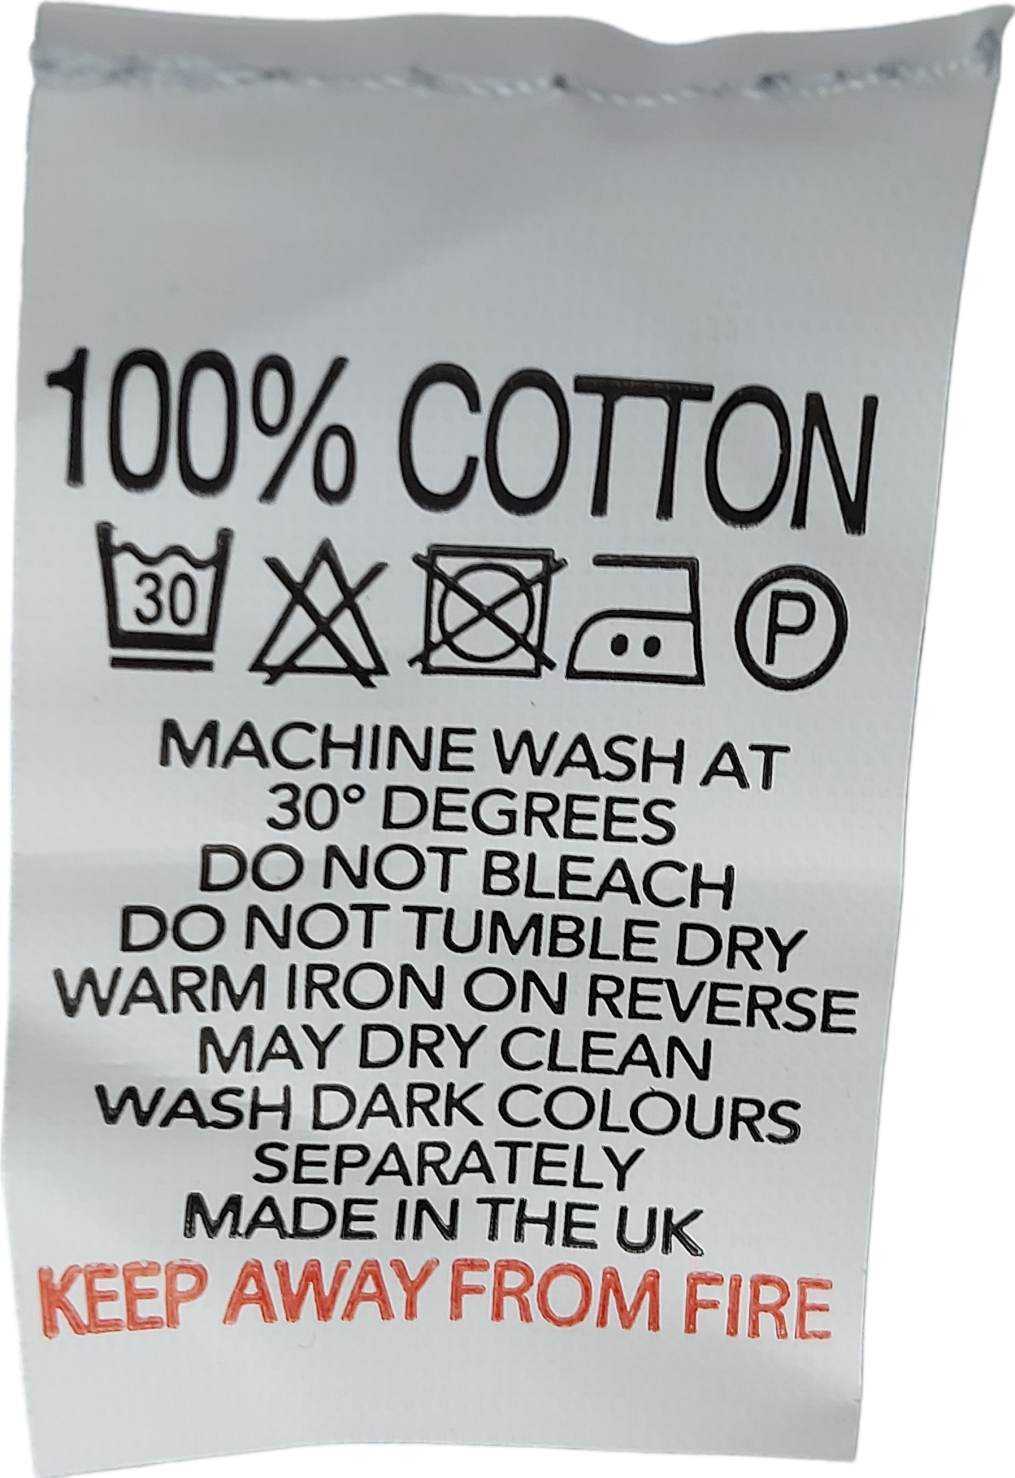 100% COTTON
30 P
MACHINE WASH AT
30° DEGREES
DO NOT BLEACH
DO NOT TUMBLE DRY
WARM IRON ON REVERSE
MAY DRY CLEAN
WASH DARK COLOURS
SEPARATELY
MADE IN THE UK
KEEP AWAY FROM FIRE